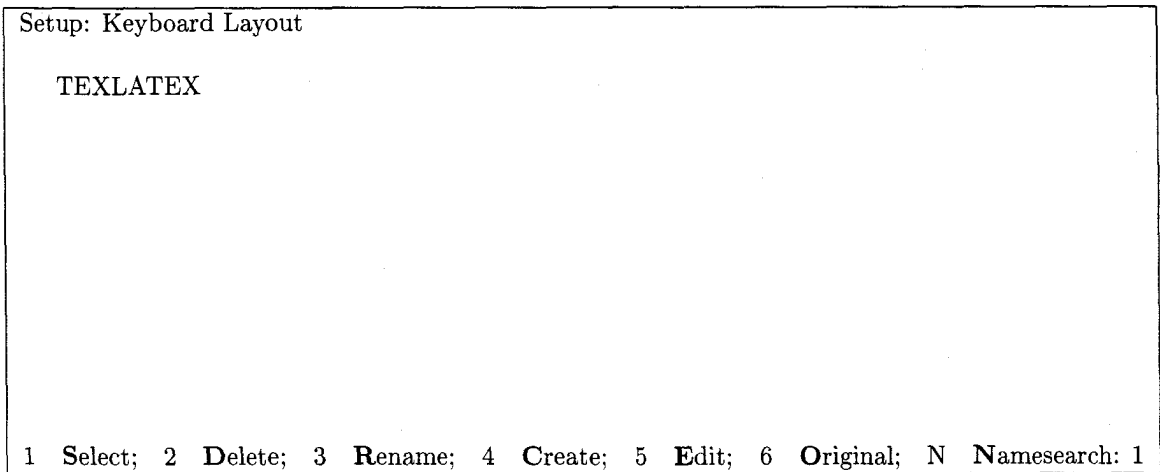 Setup: Keyboard Layout
TEXLATEX
1 Select; 2 Delete; 3 Rename; 4 Create; 5 Edit; 6 Original; N Namesearch: 1